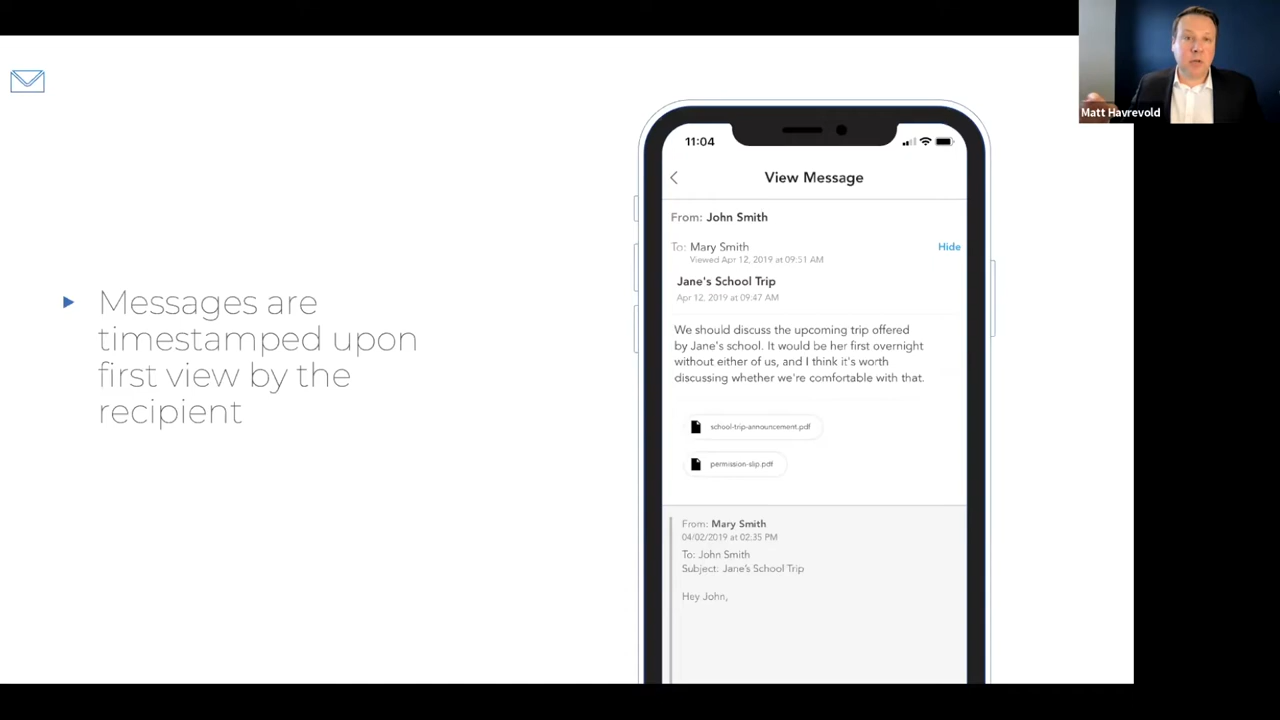 Matt Havrevold
Messages are
timestamped upon
first view by the
recipient
11:04
View Message
From: John Smith
To: Mary Smith
Hide
Viewed Apr 12, 2019 at 09:51 AM
Jane's School Trip
Apr 12, 2019 at 09:47 AM
We should discuss the upcoming trip offered
by Jane's school. It would be her first overnight
without either of us, and I think it's worth
discussing whether we're comfortable with that.
school-trip-announcement.pdf
permission-slip.pdf
From: Mary Smith
04/02/2019 at 02:35 PM
To: John Smith
Subject: Jane's School Trip
Hey John,